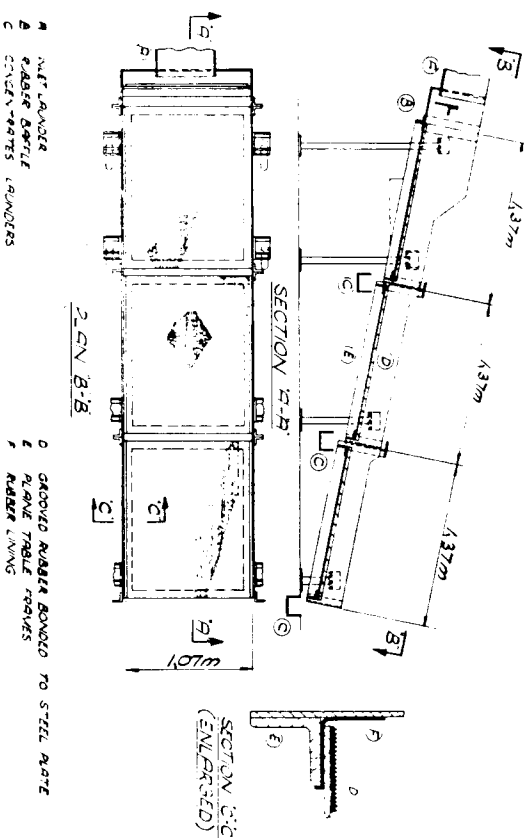 'B'
A
B
1,37m
1,37m
1,37m
C
D
E
C
C
'B'
SECTION 'A-A'
'A'
A
'C'
'C'
'A'
1,07m
PLAN 'B-B'
F
D
E
SECTION 'C-C'
(ENLARGED)
A INLET LAUNDER
B RUBBER BAFFLE
C CONCENTRATES LAUNDERS
D GROOVED RUBBER BONDED TO STEEL PLATE
E PLANE TABLE FRAMES
F RUBBER LINING